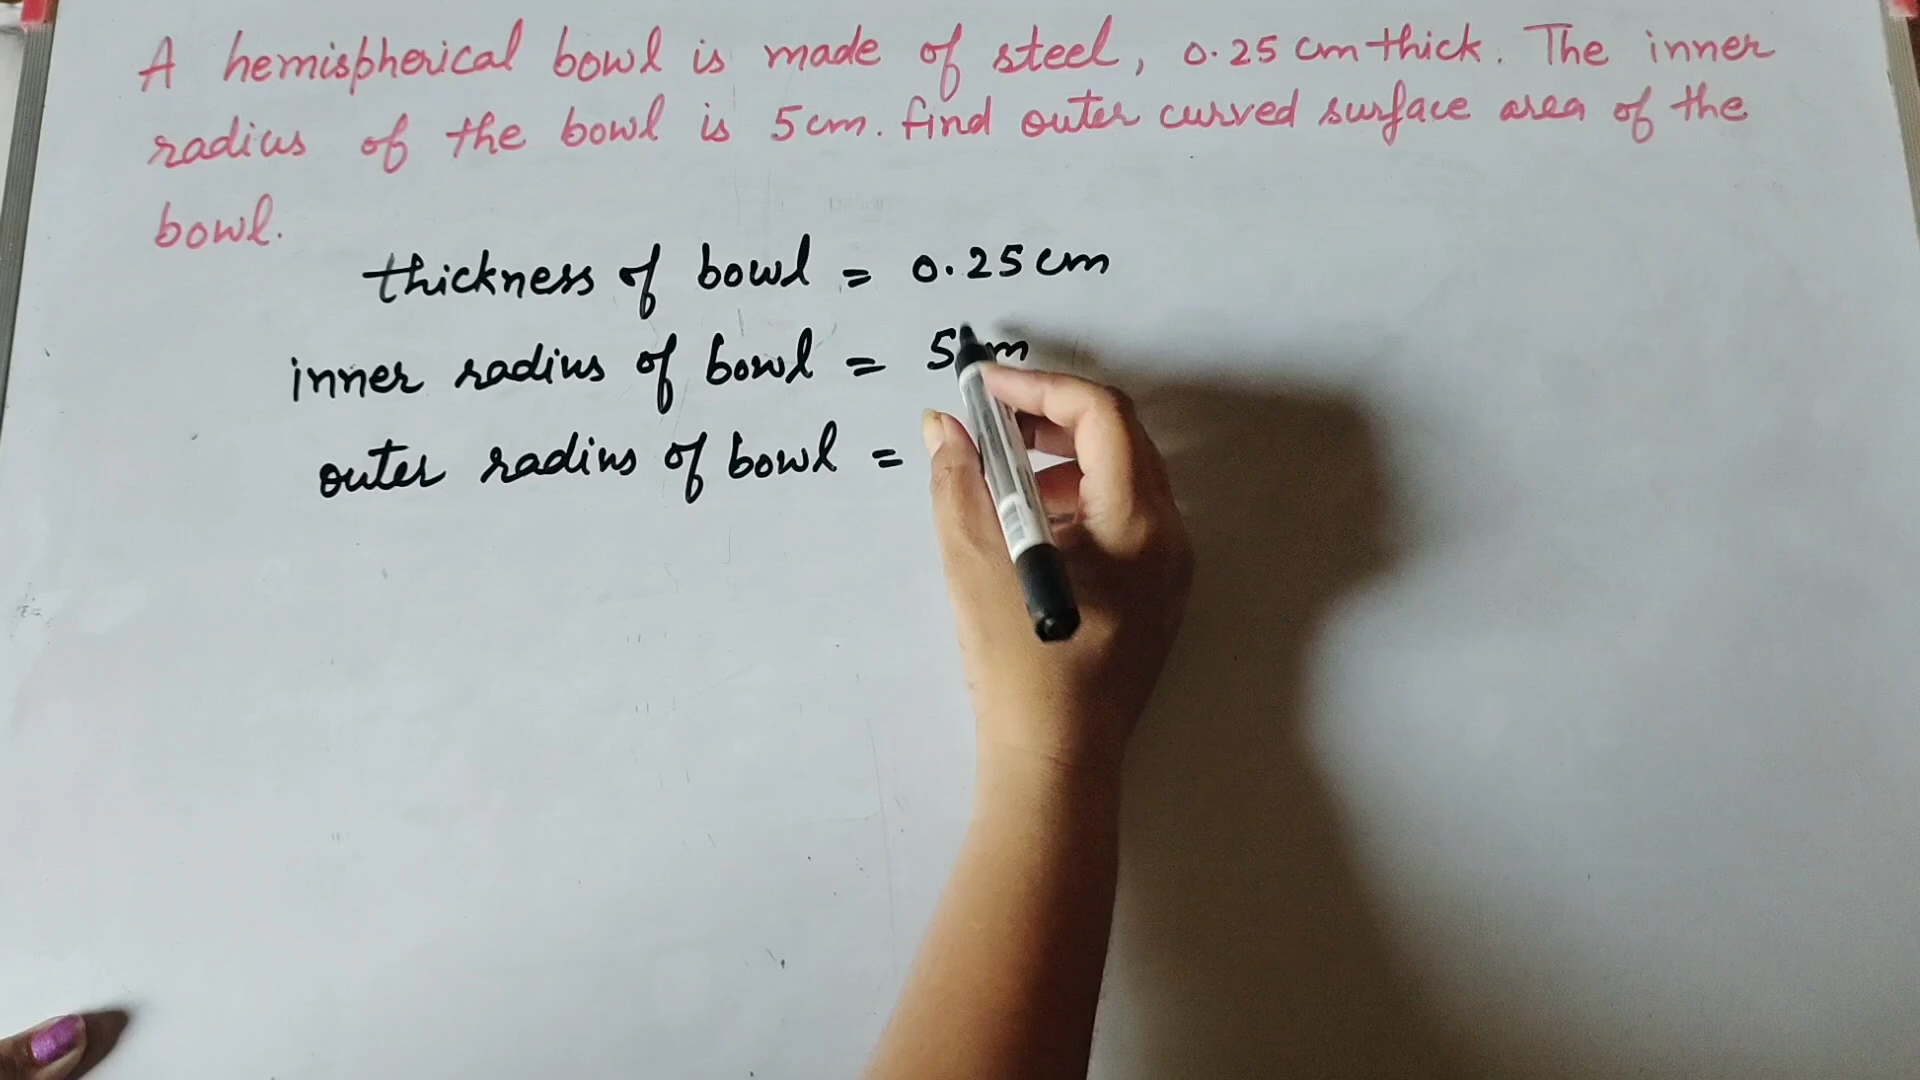 A hemispherical bowl is made of steel, 0.25 cm thick. The inner
radius of the bowl is 5cm. find outer curved surface area of the
bowl.
thickness of bowl = 0.25 cm
inner radius of bowl = 5 m
outer radius of bowl =